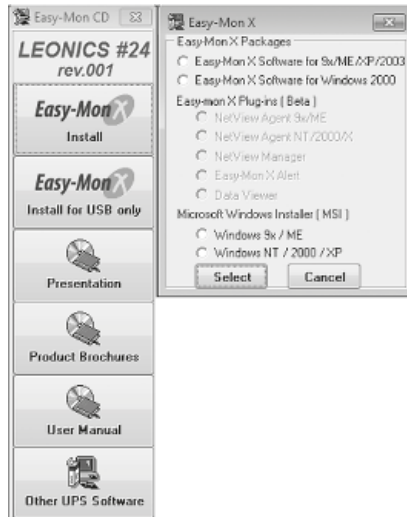 Easy-Mon CD
LEONICS #24
rev.001
Easy-Mon X
Install
Easy-Mon X
Install for USB only
Presentation
Product Brochures
User Manual
Other UPS Software
Easy-Mon X
Easy-Mon X Packages
Easy-Mon X Software for 9x/ME/XP/2003
Easy-Mon X Software for Windows 2000
Easy-mon X Plug-ins ( Beta )
NetView Agent 9x/ME
NetView Agent NT/2000/X
NetView Manager
Easy-Mon X Alert
Data Viewer
Microsoft Windows Installer ( MSI )
Windows 9x / ME
Windows NT / 2000 / XP
Select
Cancel